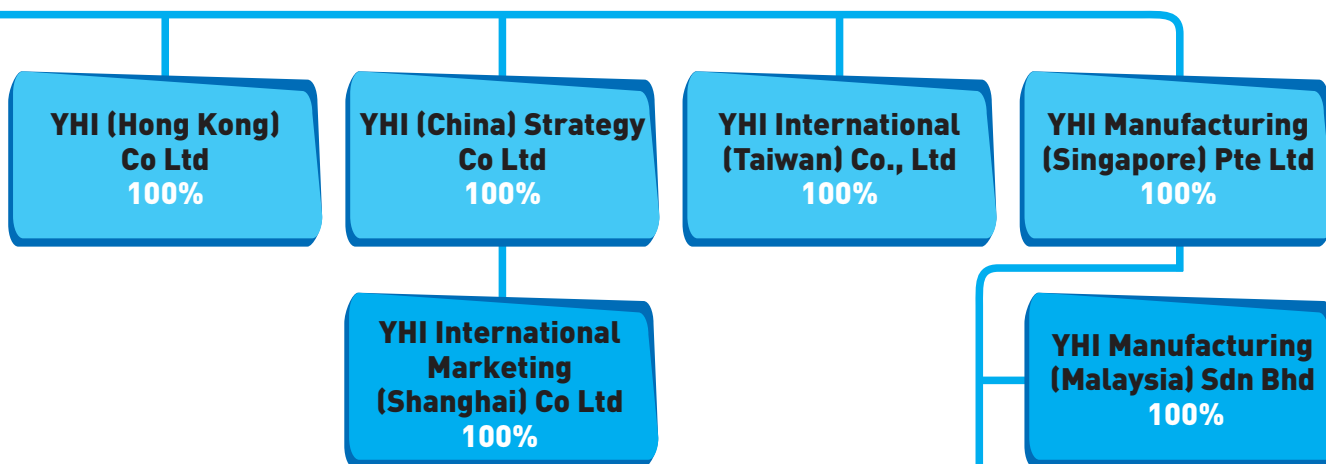 YHI (Hong Kong)
Co Ltd
100%
YHI (China) Strategy
Co Ltd
100%
YHI International
(Taiwan) Co., Ltd
100%
YHI Manufacturing
(Singapore) Pte Ltd
100%
YHI International
Marketing
(Shanghai) Co Ltd
100%
YHI Manufacturing
(Malaysia) Sdn Bhd
100%